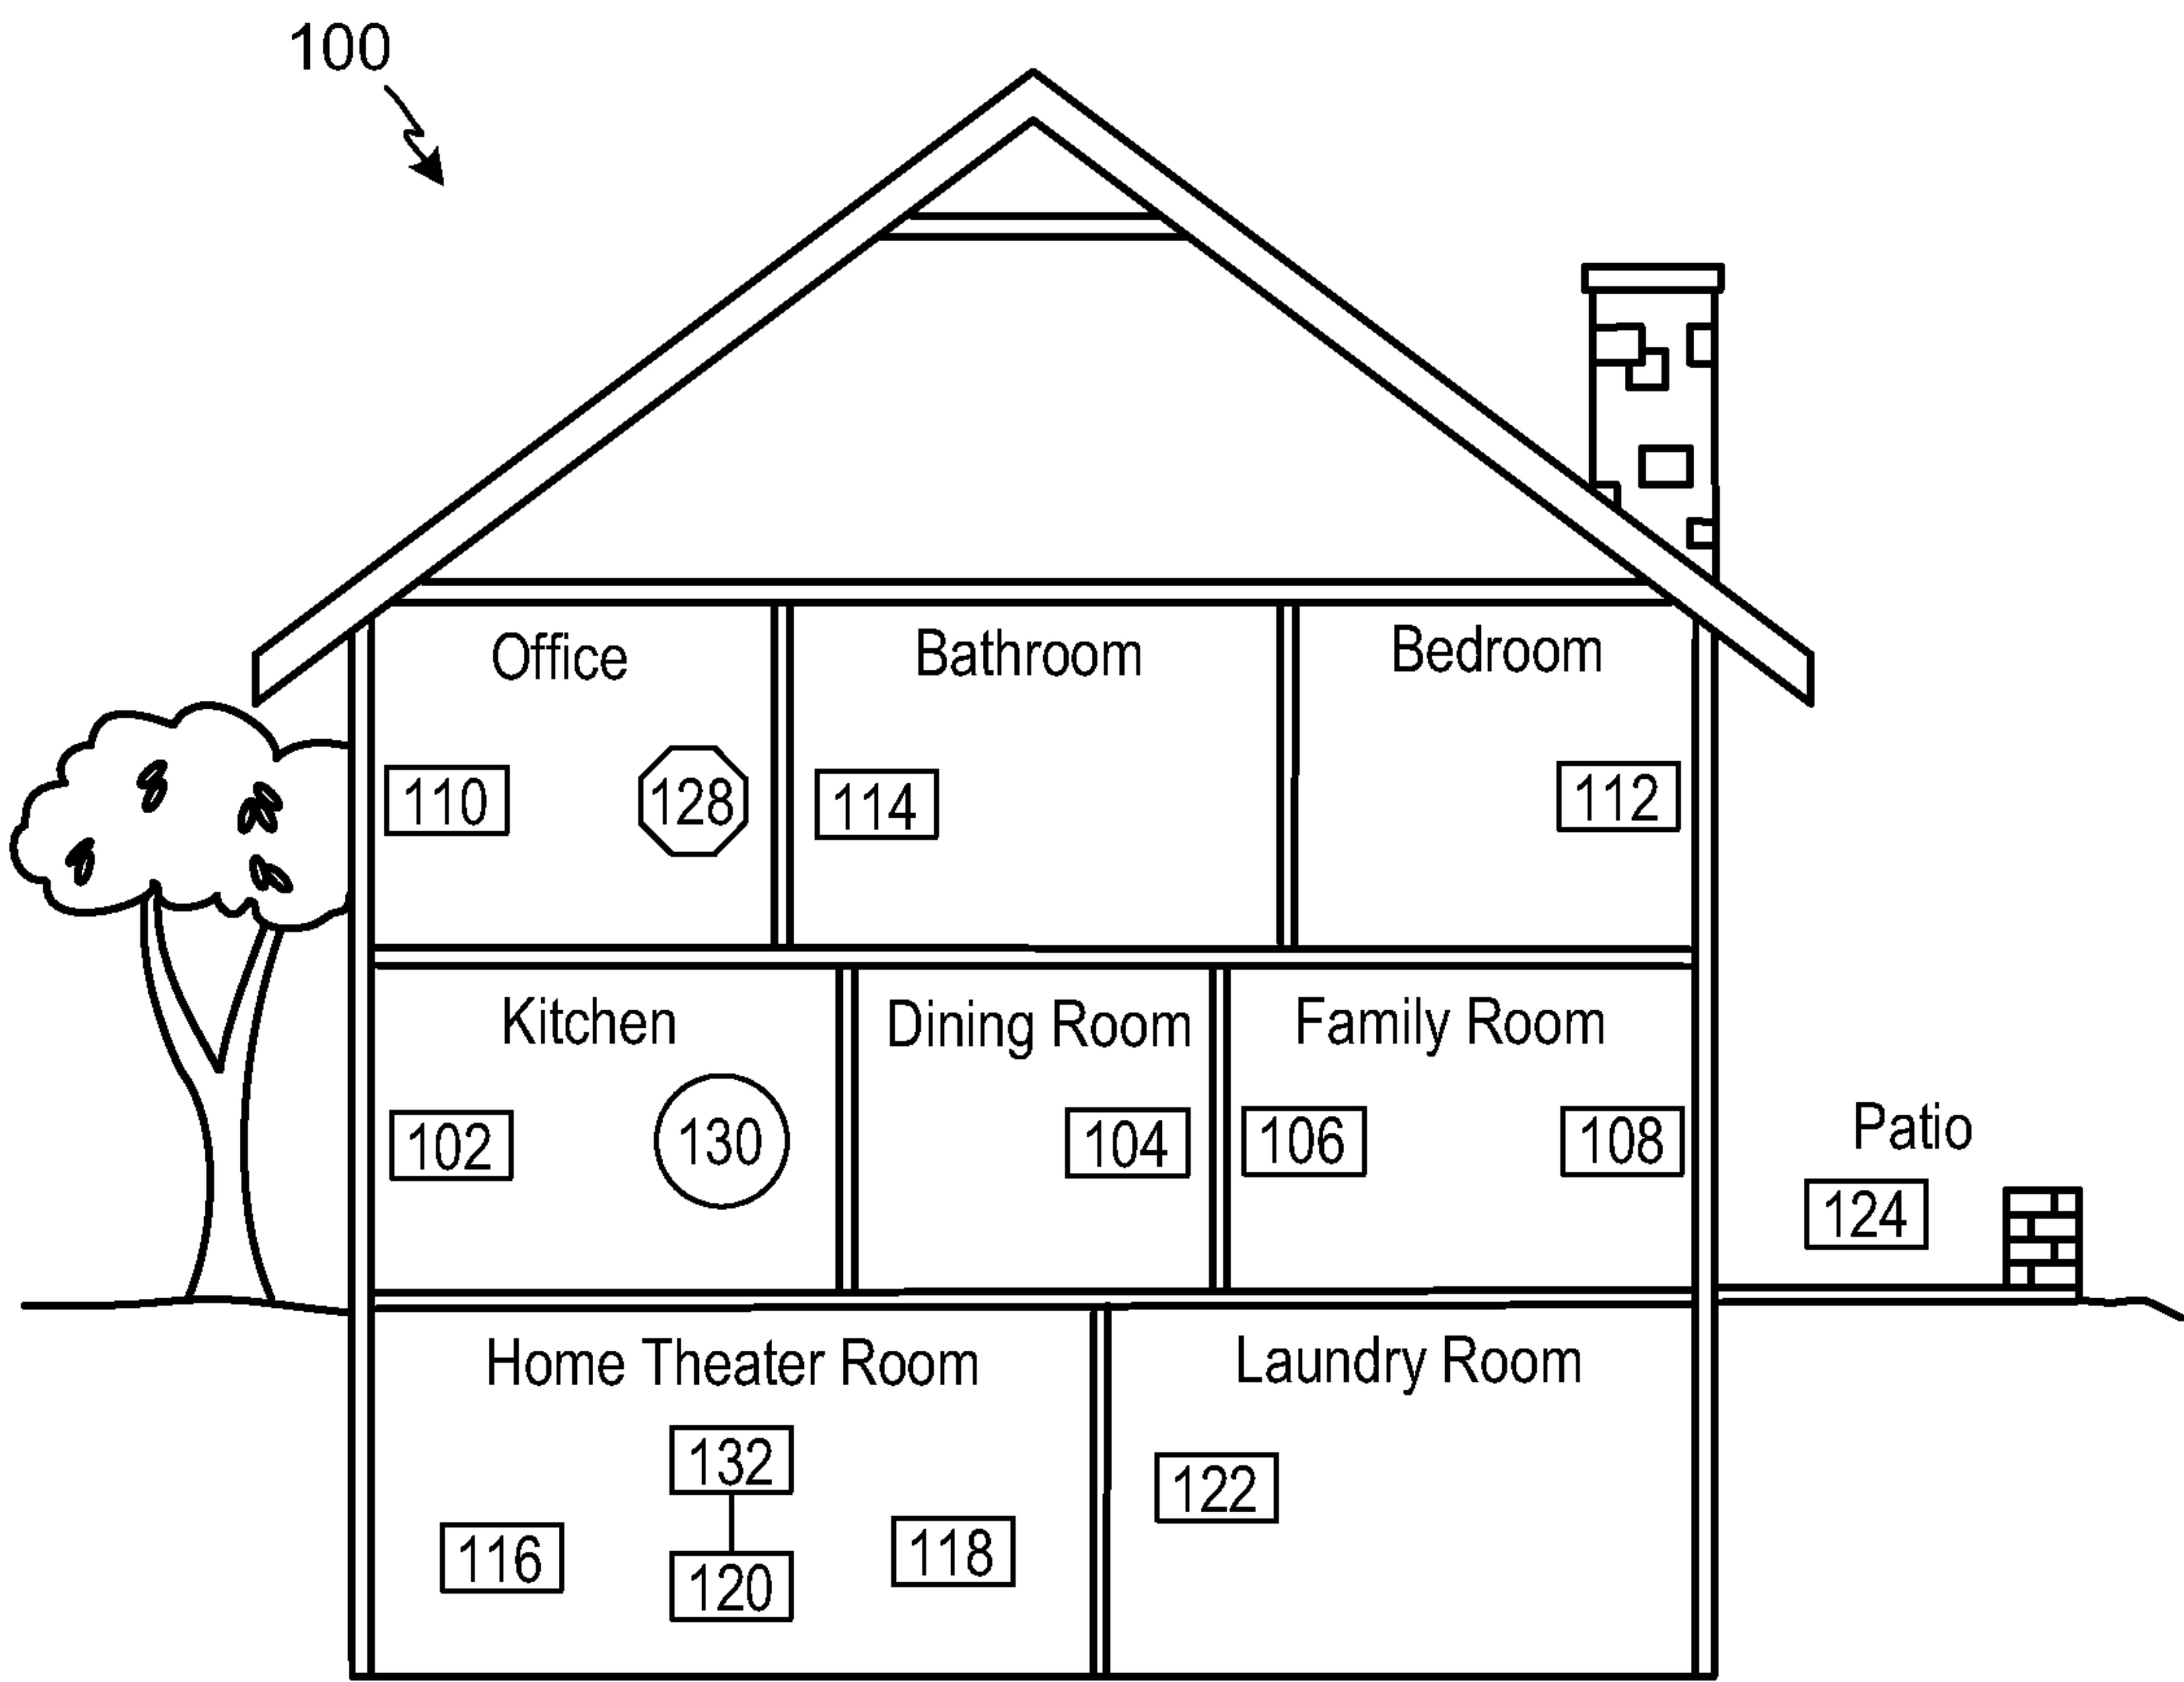 100
Office
Bathroom
Bedroom
110
128
114
112
Kitchen
Dining Room
Family Room
102
130
104
106
108
Patio
124
Home Theater Room
Laundry Room
132
122
116
118
120